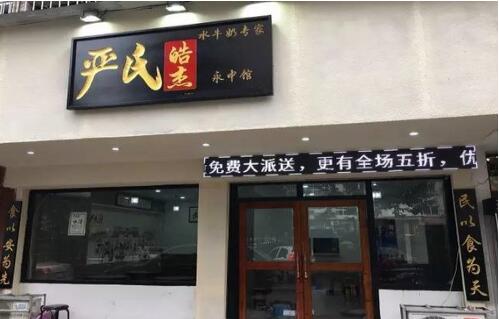 严氏
皓杰
水牛奶专家
永中馆
免费大派送，更有全场五折，优
民以食为天
食以安为先